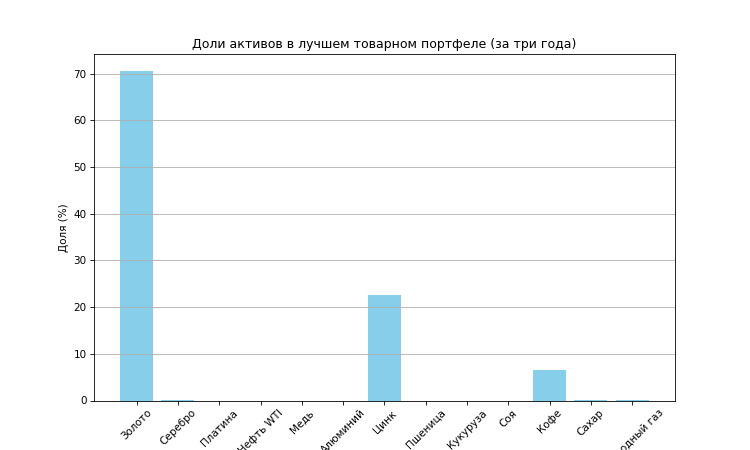 Доли активов в лучшем товарном портфеле (за три года)
Доля (%)
70
60
50
40
30
20
10
0
Золото
Серебро
Платина
Нефть WTI
Медь
Алюминий
Цинк
Пшеница
Кукуруза
Соя
Кофе
Сахар
одный газ